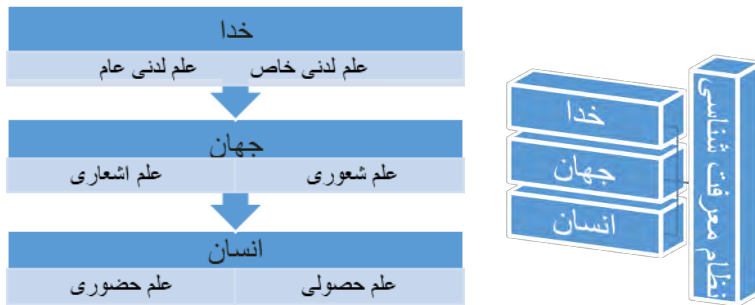 خدا
علم لدنی خاص علم لدنی عام
جهان
علم شعوری علم اشعاری
انسان
علم حصولی علم حضوری
نظام معرفت شناسی
خدا
جهان
انسان